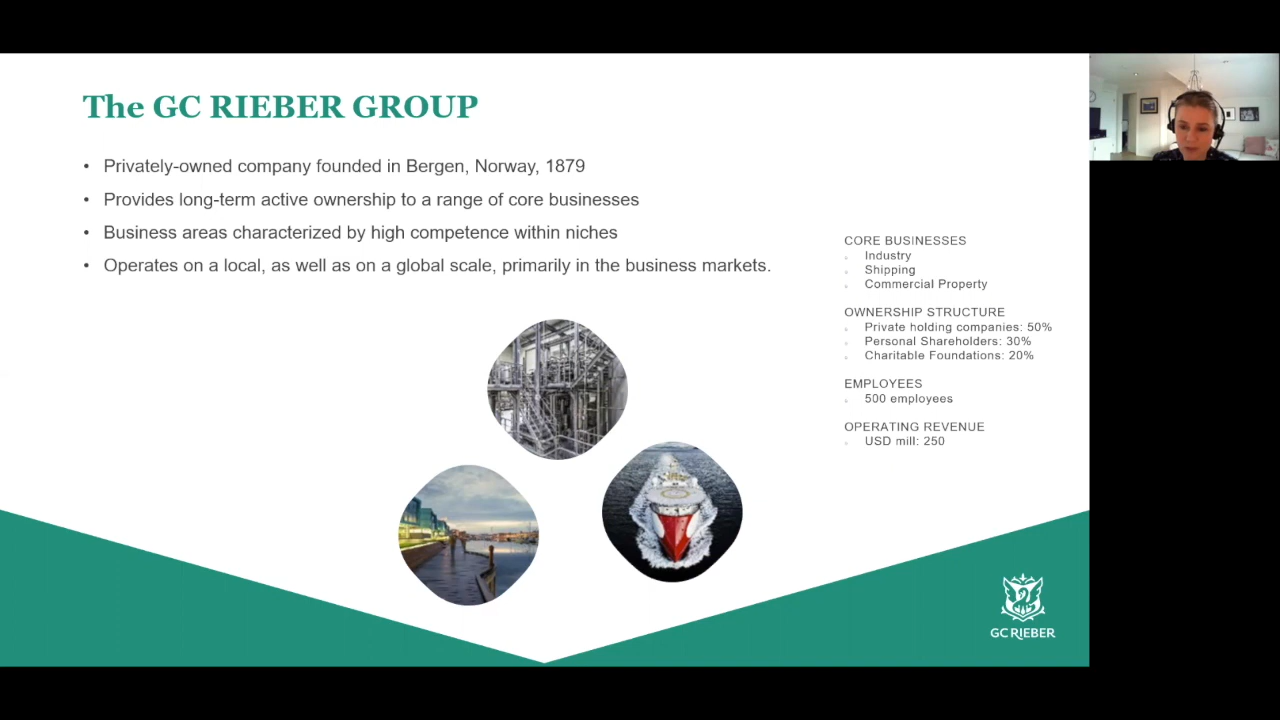 The GC RIEBER GROUP
• Privately-owned company founded in Bergen, Norway, 1879
• Provides long-term active ownership to a range of core businesses
• Business areas characterized by high competence within niches
• Operates on a local, as well as on a global scale, primarily in the business markets.
CORE BUSINESSES
Industry
Shipping
Commercial Property
OWNERSHIP STRUCTURE
Private holding companies: 50%
Personal Shareholders: 30%
Charitable Foundations: 20%
EMPLOYEES
500 employees
OPERATING REVENUE
USD mill: 250
GC RIEBER